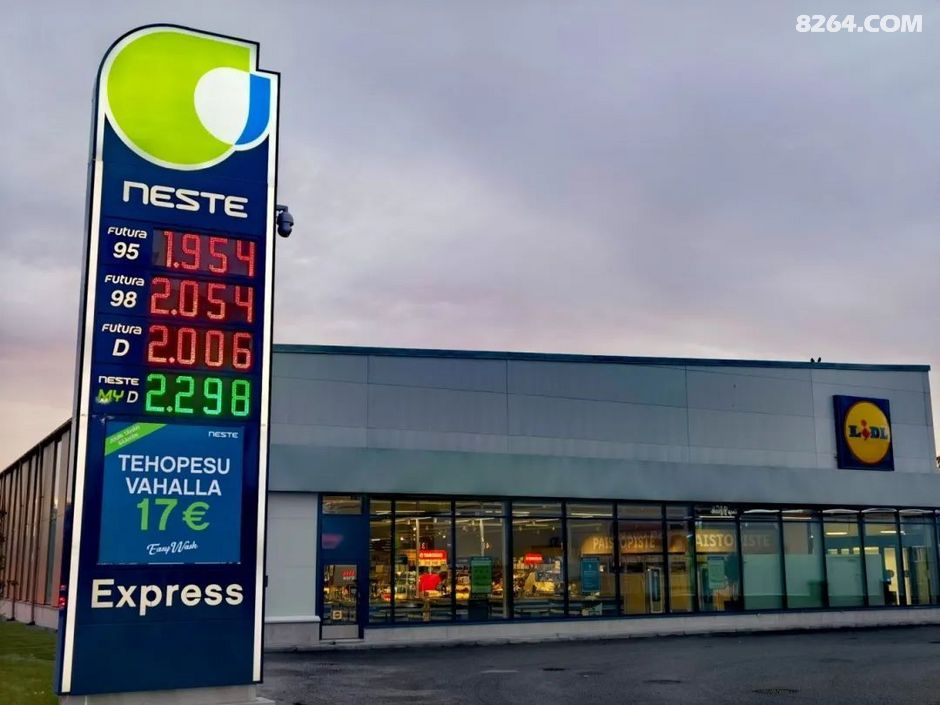 8264.COM
NESTE
Futura 95 1.954
Futura 98 2.054
Futura D 2.006
NESTE MY D 2.298
NESTE
TEHOPESU
VAHALLA
17€
EasyWash
Express
LIDL
PAISTOPISTE
PAISTOPISTE